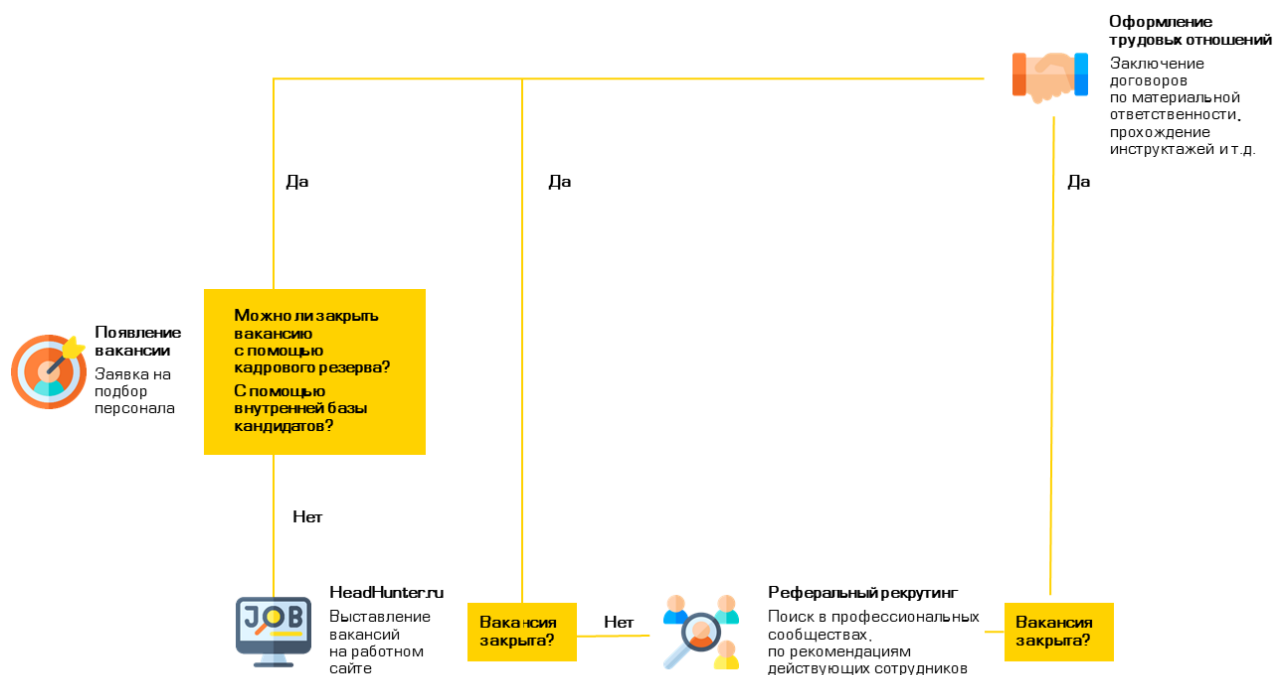 Оформление
трудовых отношений
Заключение
договоров
по материальной
ответственности,
прохождение
инструктажей и т.д.
Да
Да
Да
Появление
вакансии
Заявка на
подбор
персонала
Можно ли закрыть
вакансию
с помощью
кадрового резерва?
С помощью
внутренней базы
кандидатов?
Нет
JOB
HeadHunter.ru
Выставление
вакансий
на работном
сайте
Вакансия
закрыта?
Нет
Реферальный рекрутинг
Поиск в профессиональных
сообществах,
по рекомендациям
действующих сотрудников
Вакансия
закрыта?